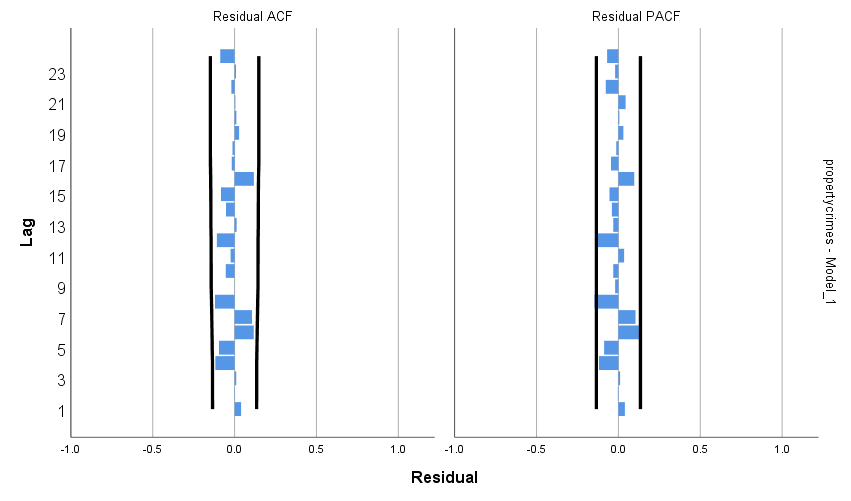 Residual ACF
Residual PACF
23
21
19
17
15
13
11
9
7
5
3
1
Lag
-1.0 -0.5 0.0 0.5 1.0
-1.0 -0.5 0.0 0.5 1.0
Residual
propertycrimes - Model_1